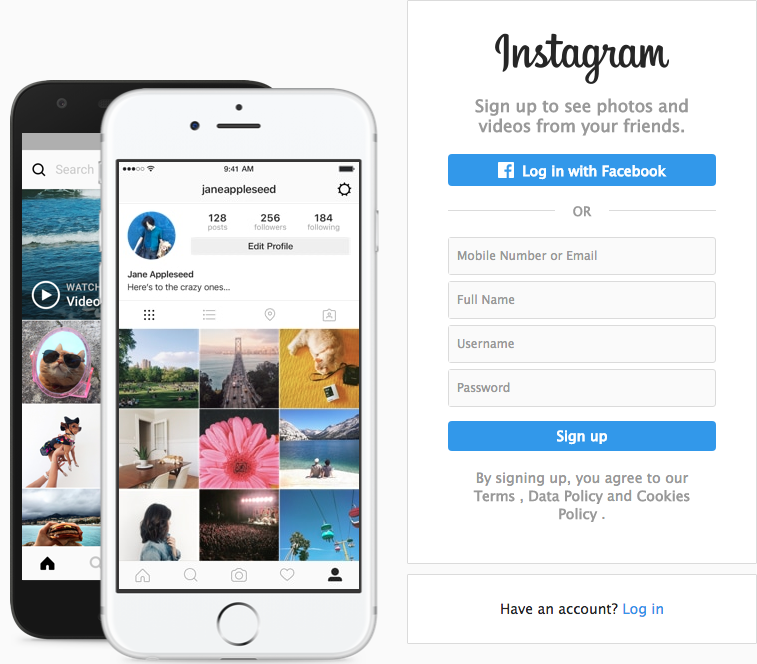 Search
WATCH
Video
9:41 AM
janeappleseed
128 256 184
posts followers following
Edit Profile
Jane Appleseed
Here's to the crazy ones...
Instagram
Sign up to see photos and
videos from your friends.
Log in with Facebook
OR
Mobile Number or Email
Full Name
Username
Password
Sign up
By signing up, you agree to our
Terms , Data Policy and Cookies
Policy .
Have an account? Log in